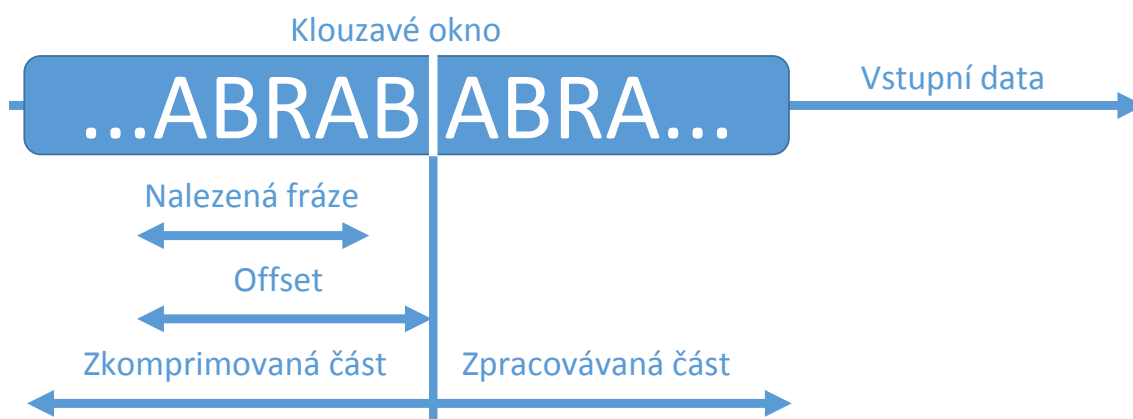 Klouzavé okno
...ABRAB ABRA...
Vstupní data
Nalezená fráze
Offset
Zkomprimovaná část
Zpracovávaná část